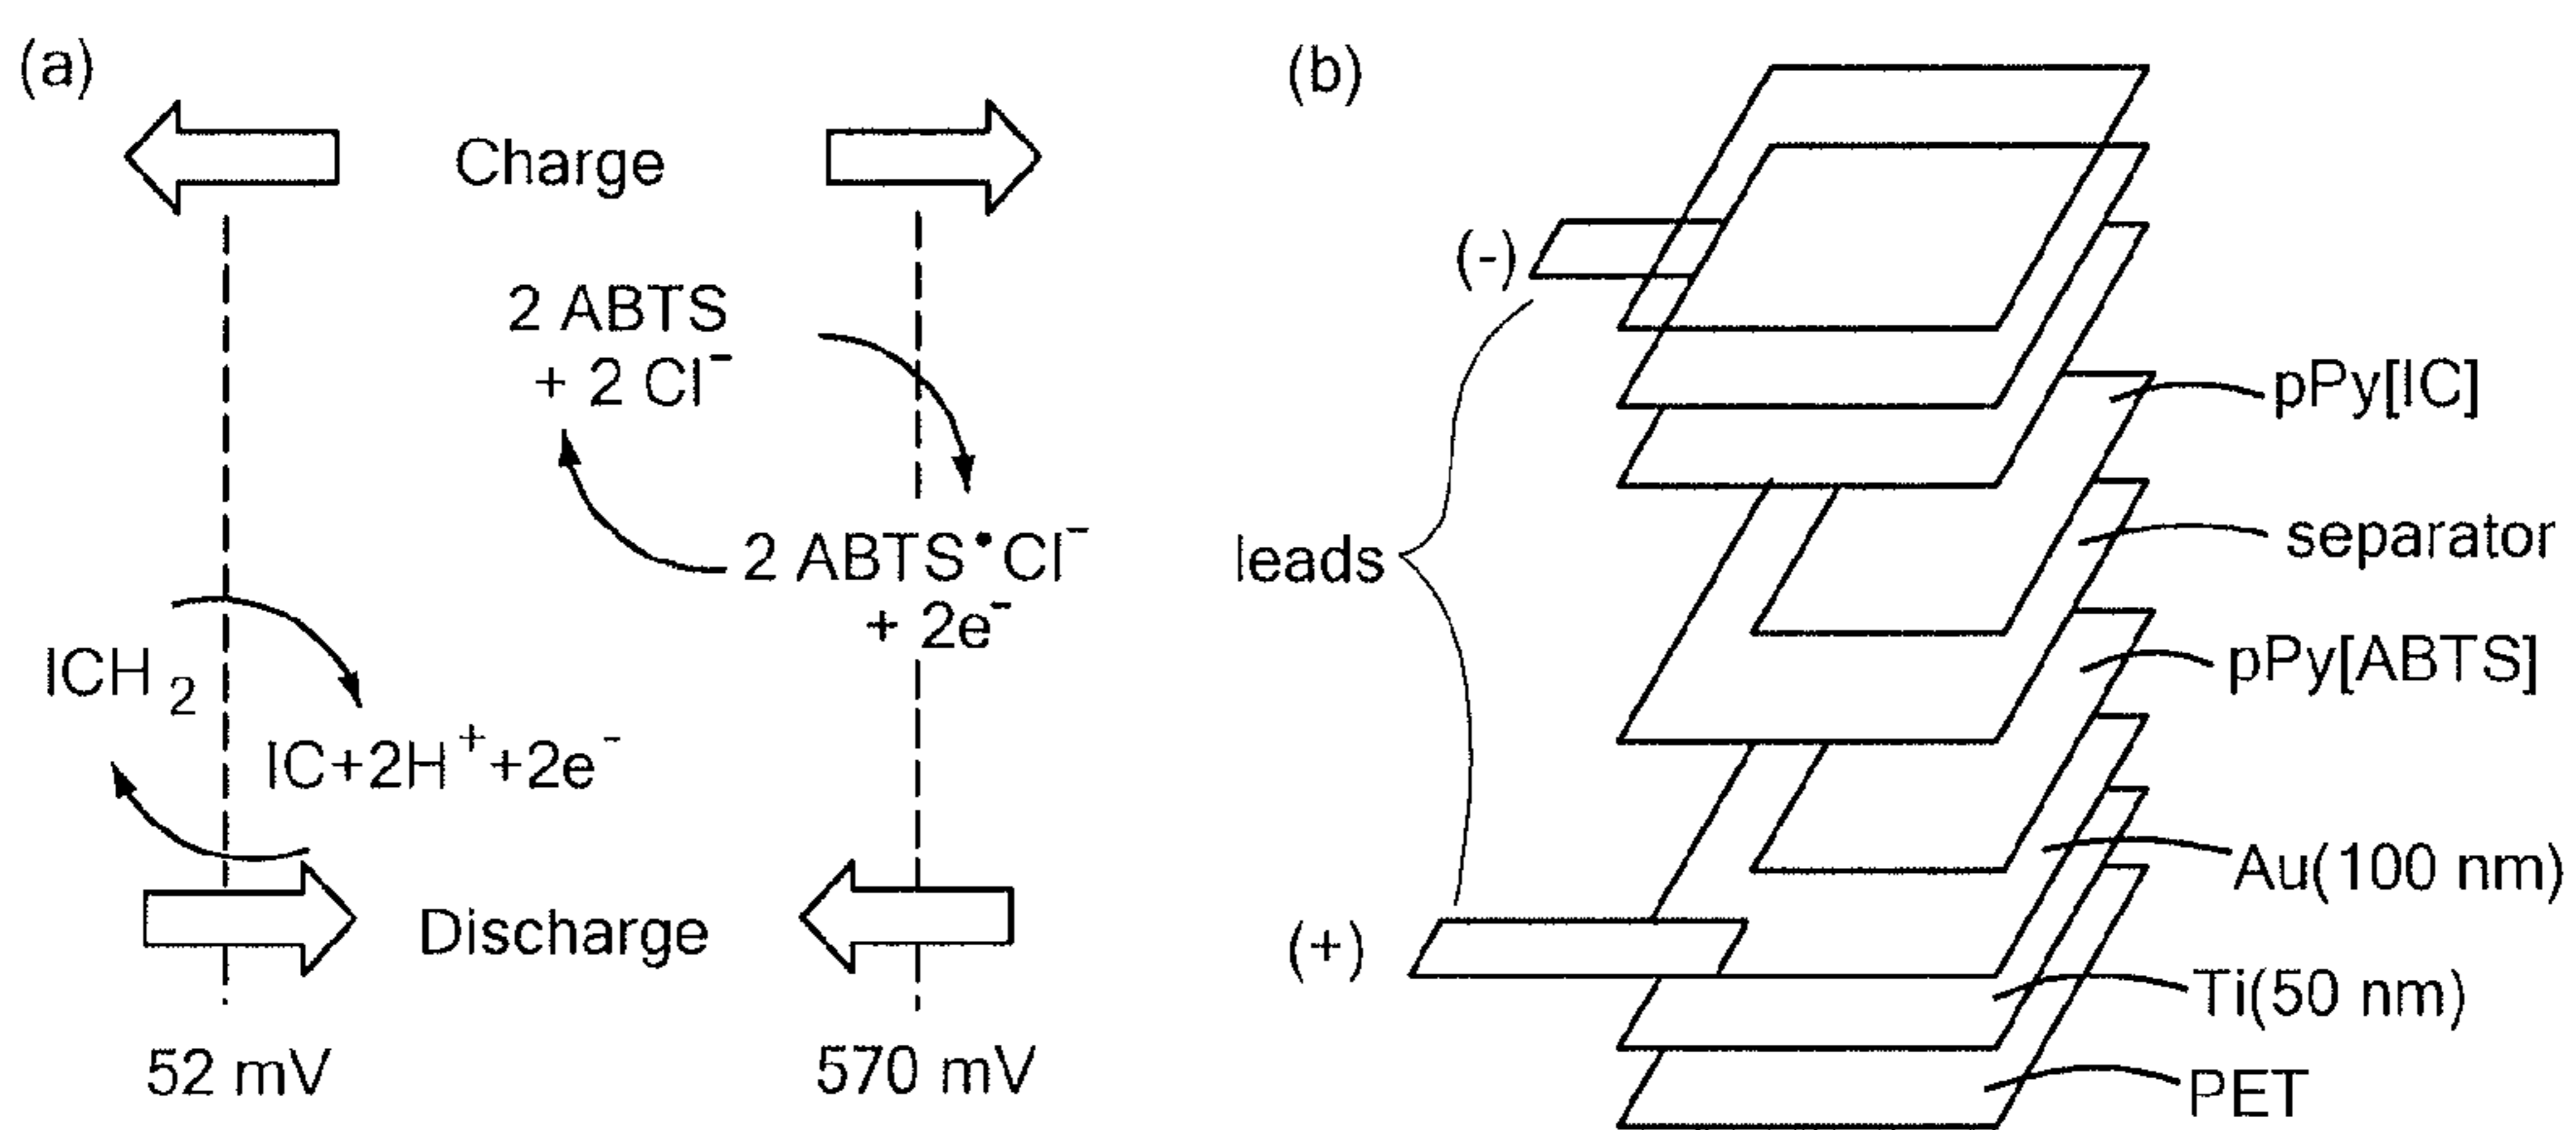 (a)
Charge
2 ABTS
+ 2 Cl⁻
2 ABTS•Cl⁻
+ 2e⁻
ICH₂
IC+2H⁺+2e⁻
Discharge
52 mV
570 mV
(b)
(-)
leads
(+)
pPy[IC]
separator
pPy[ABTS]
Au(100 nm)
Ti(50 nm)
PET